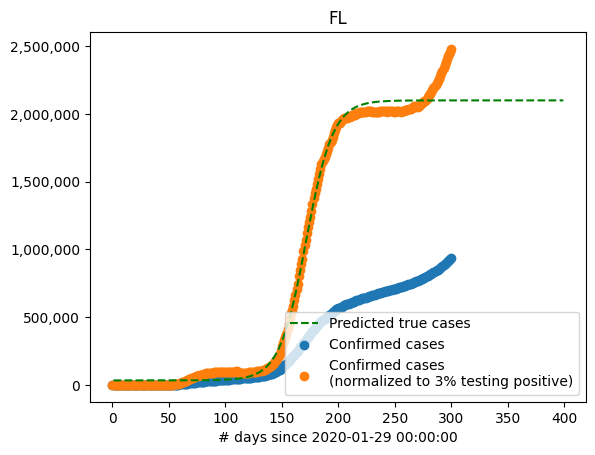 FL
2,500,000
2,000,000
1,500,000
1,000,000
500,000
0
0 50 100 150 200 250 300 350 400
# days since 2020-01-29 00:00:00
Predicted true cases
Confirmed cases
Confirmed cases
(normalized to 3% testing positive)